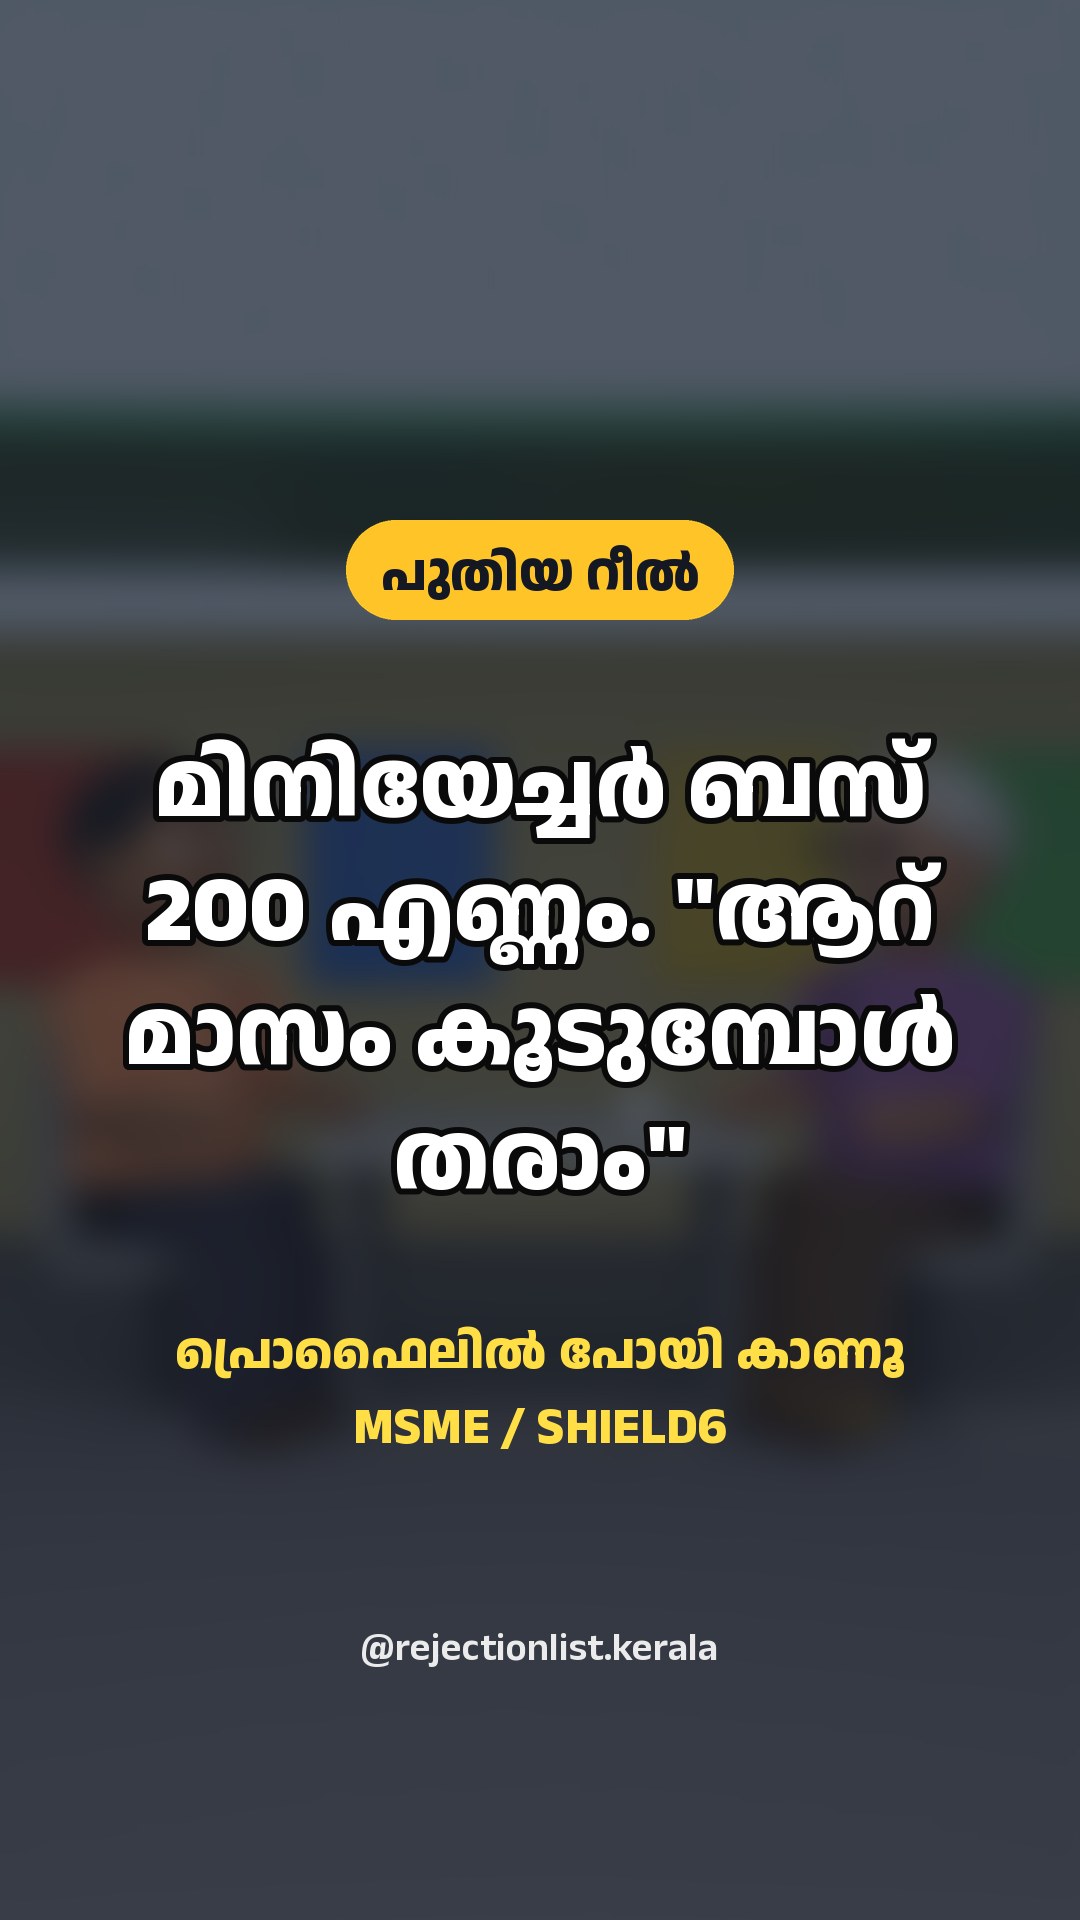 പുതിയ റീൽ
മിനിയേച്ചർ ബസ്
200 എണ്ണം. "ആറ്
മാസം കൂടുമ്പോൾ
തരാം"
പ്രൊഫൈലിൽ പോയി കാണൂ
MSME / SHIELD6
@rejectionlist.kerala